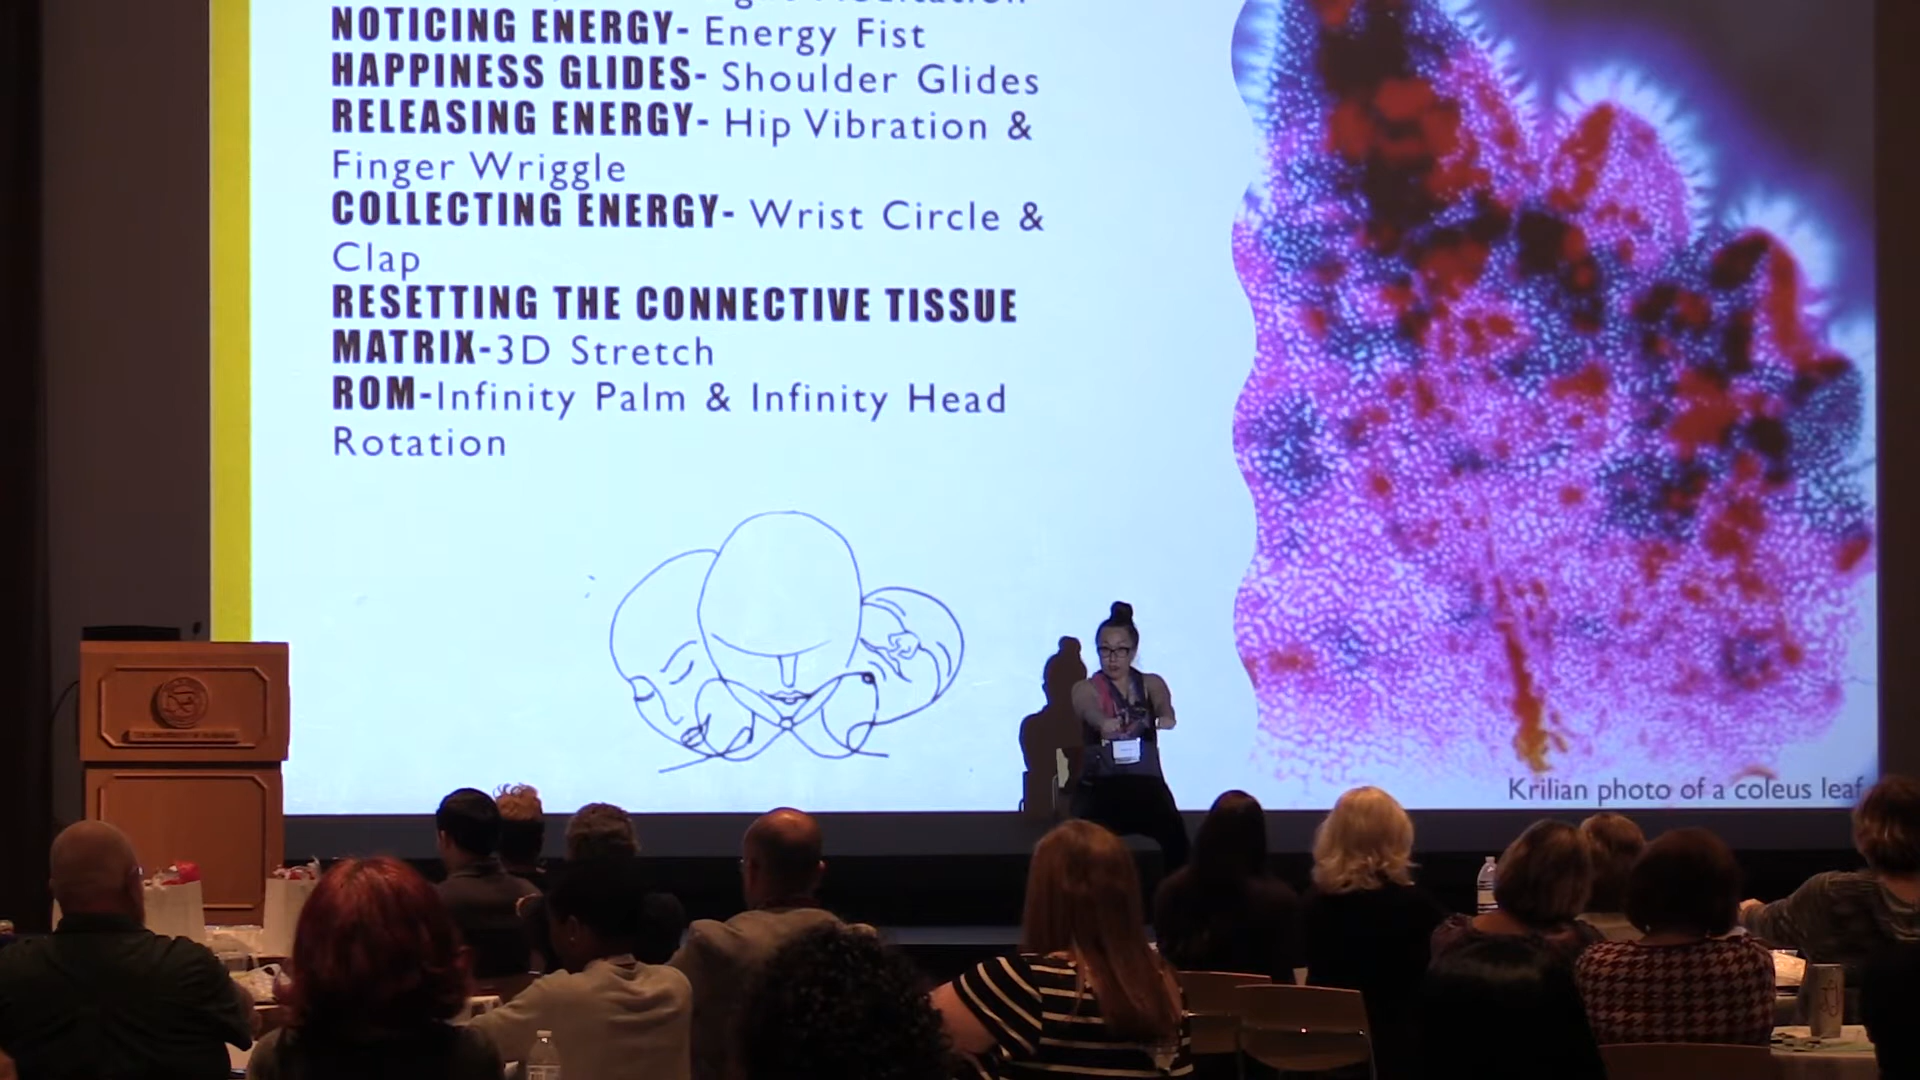 NOTICING ENERGY- Energy Fist
HAPPINESS GLIDES- Shoulder Glides
RELEASING ENERGY- Hip Vibration &
Finger Wriggle
COLLECTING ENERGY- Wrist Circle &
Clap
RESETTING THE CONNECTIVE TISSUE
MATRIX-3D Stretch
ROM-Infinity Palm & Infinity Head
Rotation
Krilian photo of a coleus leaf